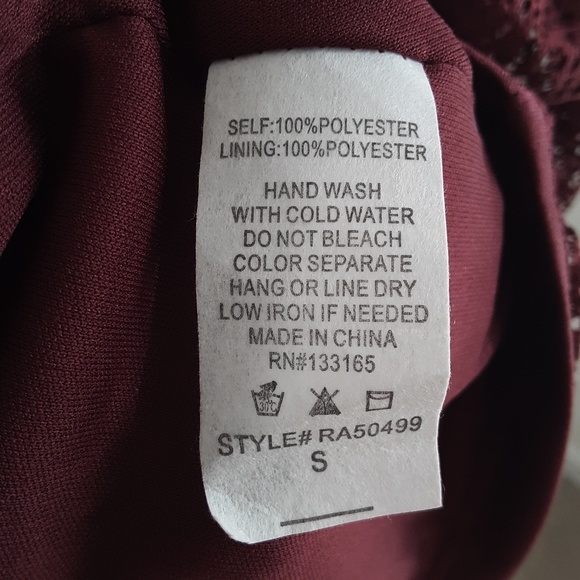 SELF:100%POLYESTER
LINING:100%POLYESTER
HAND WASH
WITH COLD WATER
DO NOT BLEACH
COLOR SEPARATE
HANG OR LINE DRY
LOW IRON IF NEEDED
MADE IN CHINA
RN#133165
30°C
STYLE# RA50499
S